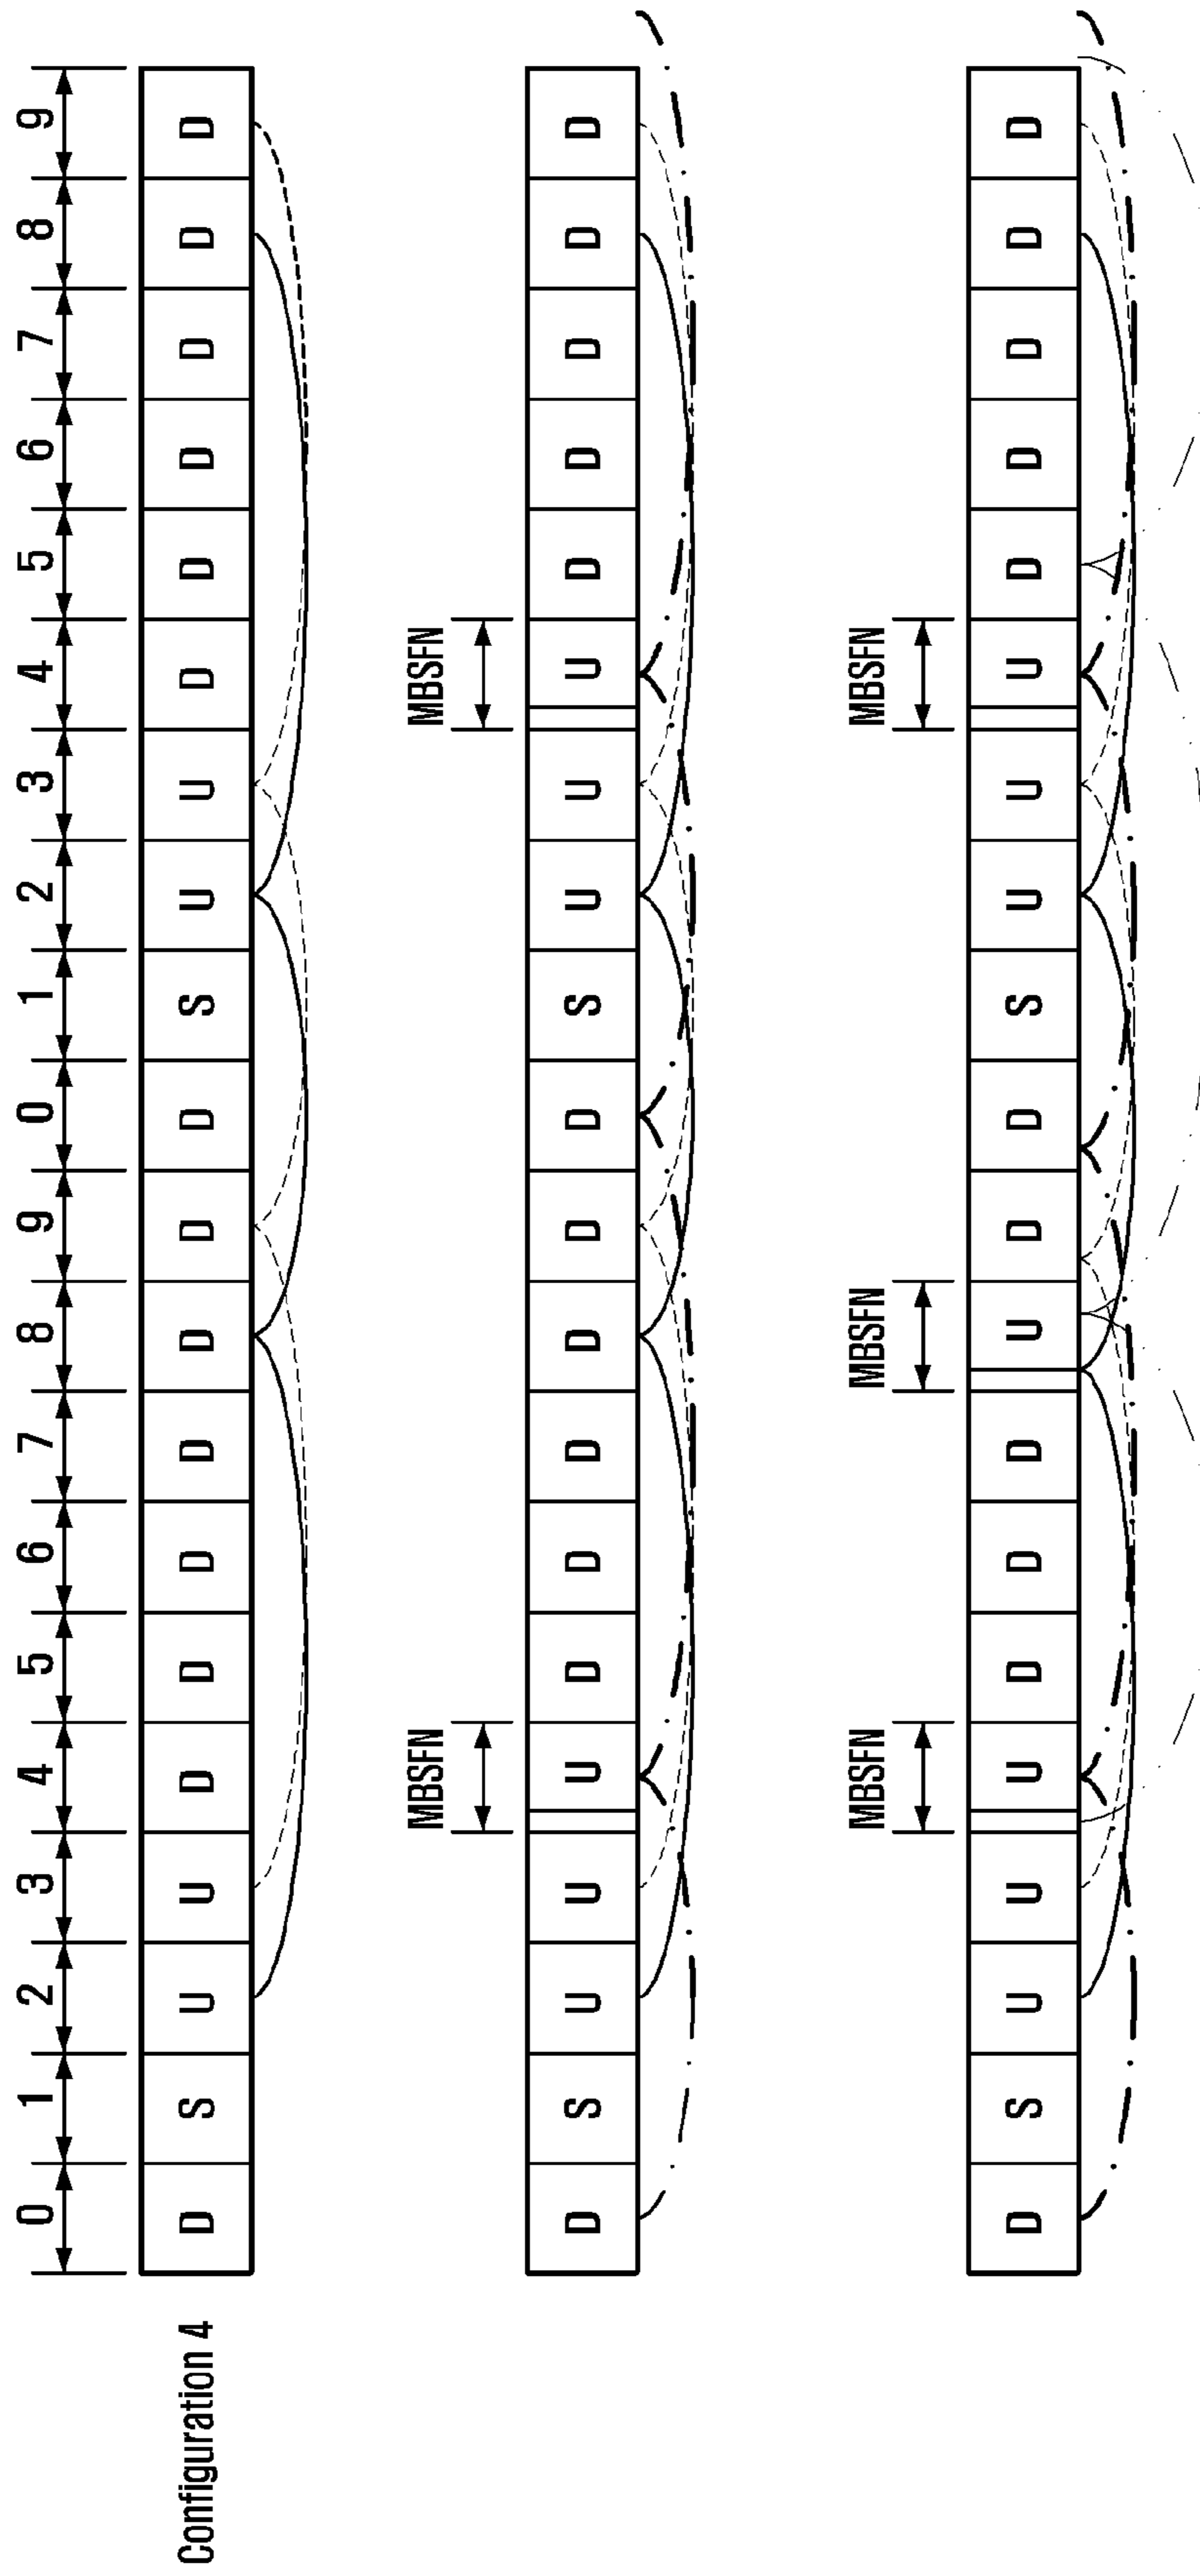 0 1 2 3 4 5 6 7 8 9 0 1 2 3 4 5 6 7 8 9
Configuration 4 D S U U D D D D D D D S U U D D D D D D
MBSFN MBSFN
D S U U U D D D D D D S U U U D D D D D
MBSFN MBSFN MBSFN
D S U U U D D D U D D S U U U D D D D D